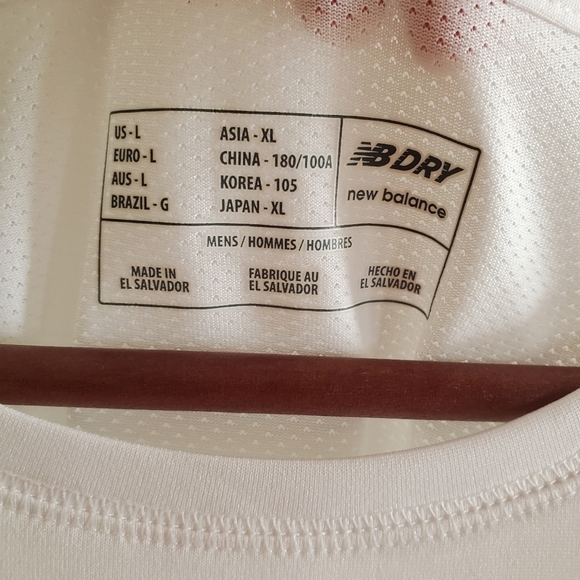 US - L
EURO - L
AUS - L
BRAZIL - G
ASIA - XL
CHINA - 180/100A
KOREA - 105
JAPAN - XL
NB DRY
new balance
MENS / HOMMES / HOMBRES
MADE IN
EL SALVADOR
FABRIQUE AU
EL SALVADOR
HECHO EN
EL SALVADOR